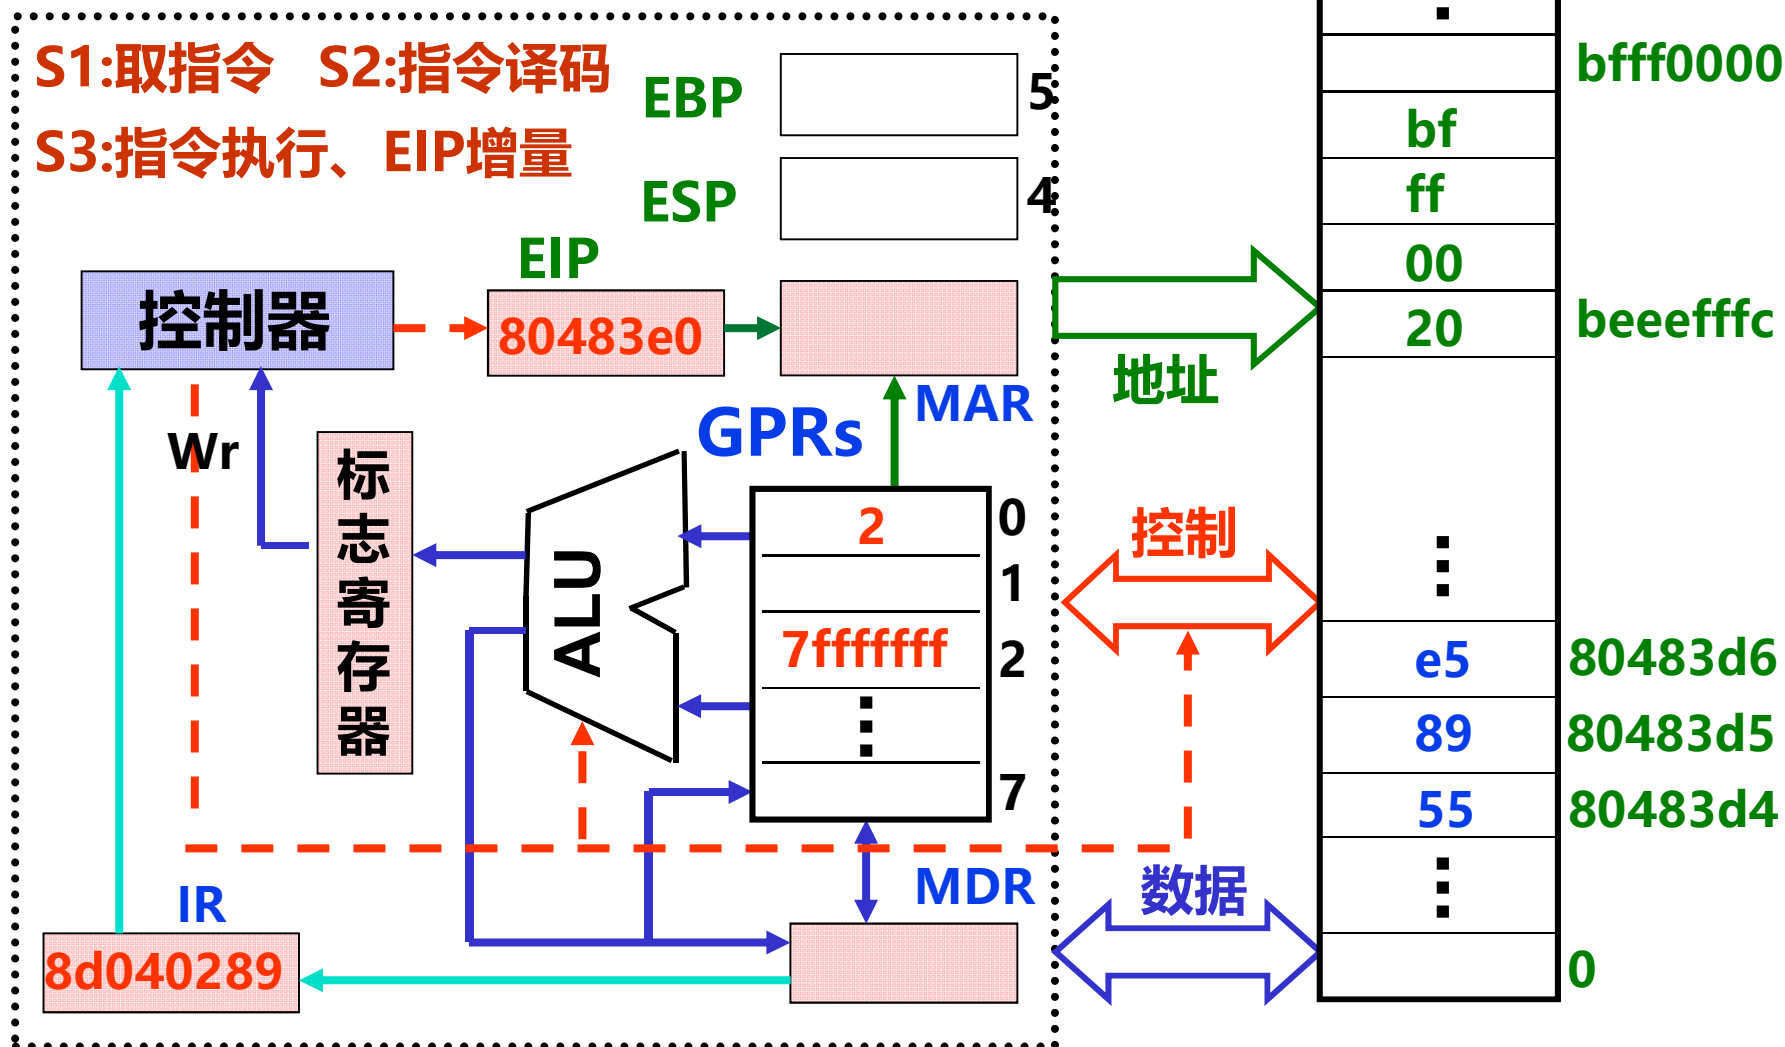 S1:取指令 S2:指令译码
S3:指令执行、EIP增量
EBP
5
ESP
4
EIP
控制器
80483e0
MAR
GPRs
Wr
标志寄存器
ALU
2
0
1
7fffffff
2
7
IR
8d040289
MDR
地址
控制
数据
bfff0000
bf
ff
00
20
beeefffc
e5
80483d6
89
80483d5
55
80483d4
0